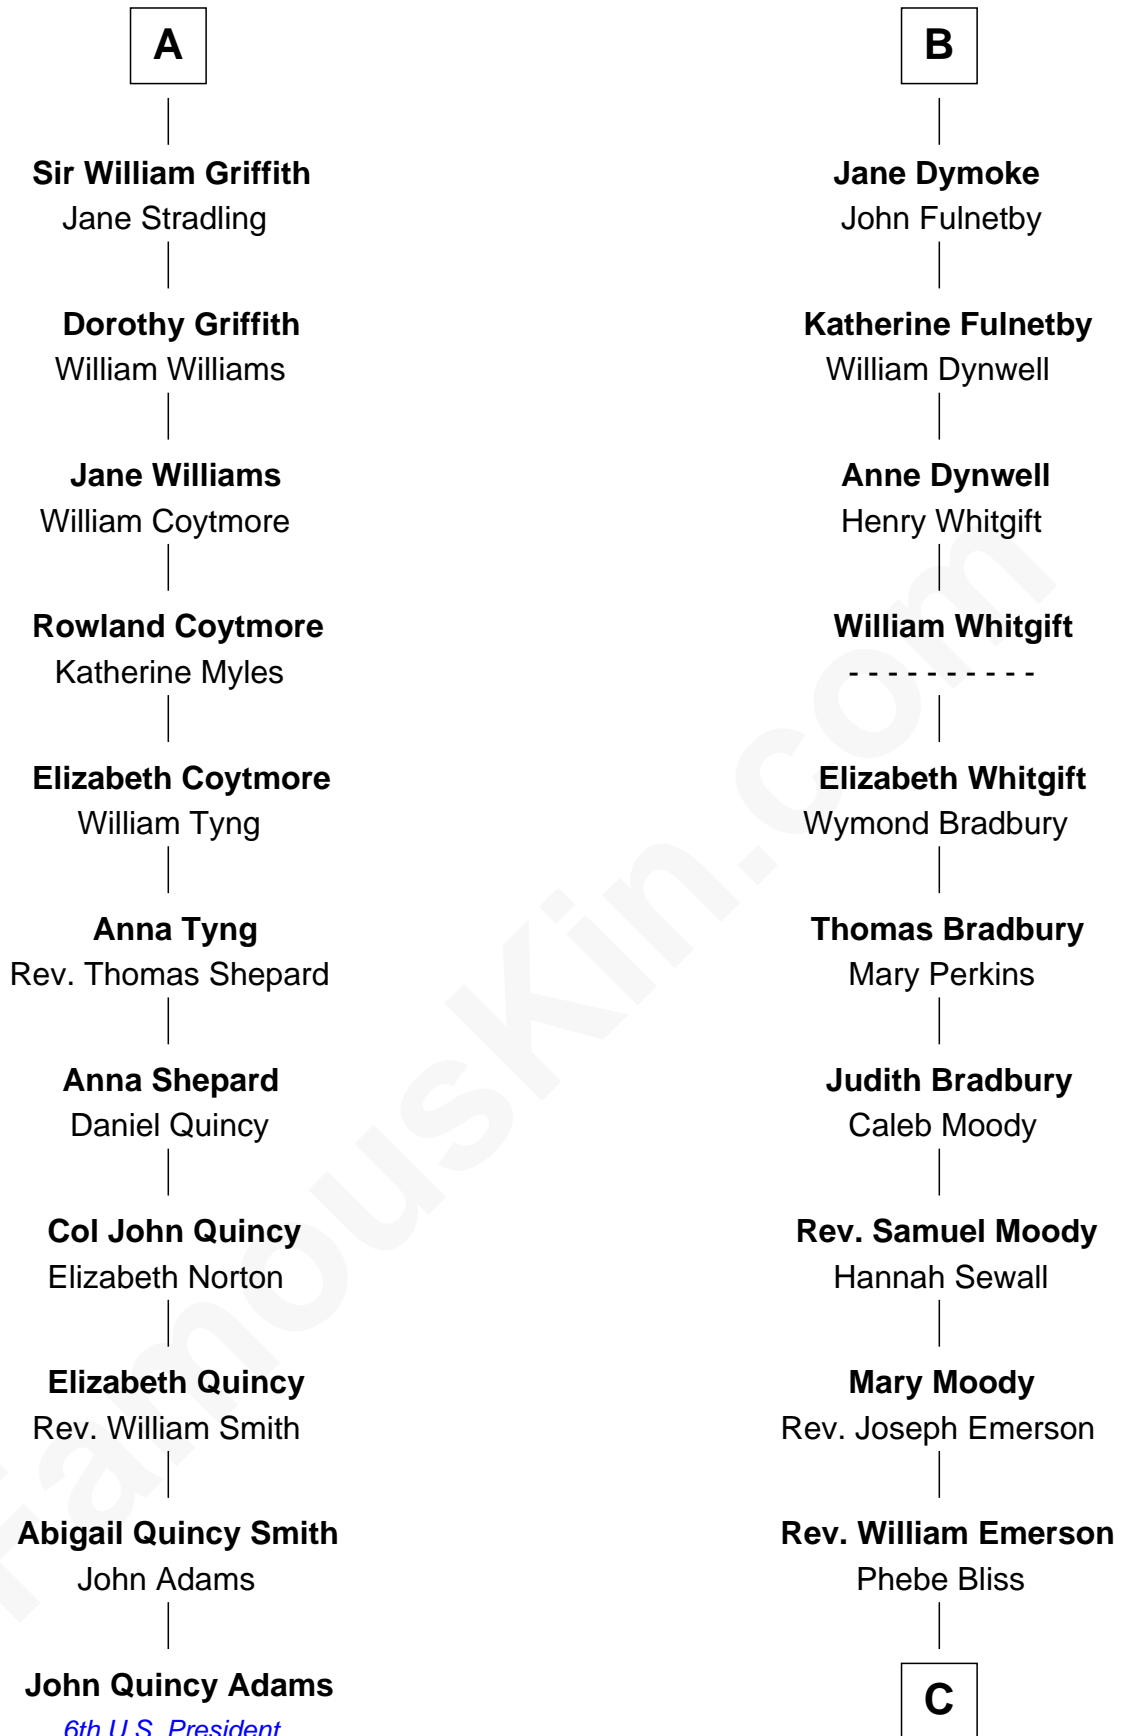 A
Sir William Griffith
Jane Stradling
Dorothy Griffith
William Williams
Jane Williams
William Coytmore
Rowland Coytmore
Katherine Myles
Elizabeth Coytmore
William Tyng
Anna Tyng
Rev. Thomas Shepard
Anna Shepard
Daniel Quincy
Col John Quincy
Elizabeth Norton
Elizabeth Quincy
Rev. William Smith
Abigail Quincy Smith
John Adams
John Quincy Adams
6th U.S. President
B
Jane Dymoke
John Fulnetby
Katherine Fulnetby
William Dynwell
Anne Dynwell
Henry Whitgift
William Whitgift
- - - - - - - - - -
Elizabeth Whitgift
Wymond Bradbury
Thomas Bradbury
Mary Perkins
Judith Bradbury
Caleb Moody
Rev. Samuel Moody
Hannah Sewall
Mary Moody
Rev. Joseph Emerson
Rev. William Emerson
Phebe Bliss
C
FamousKin.com